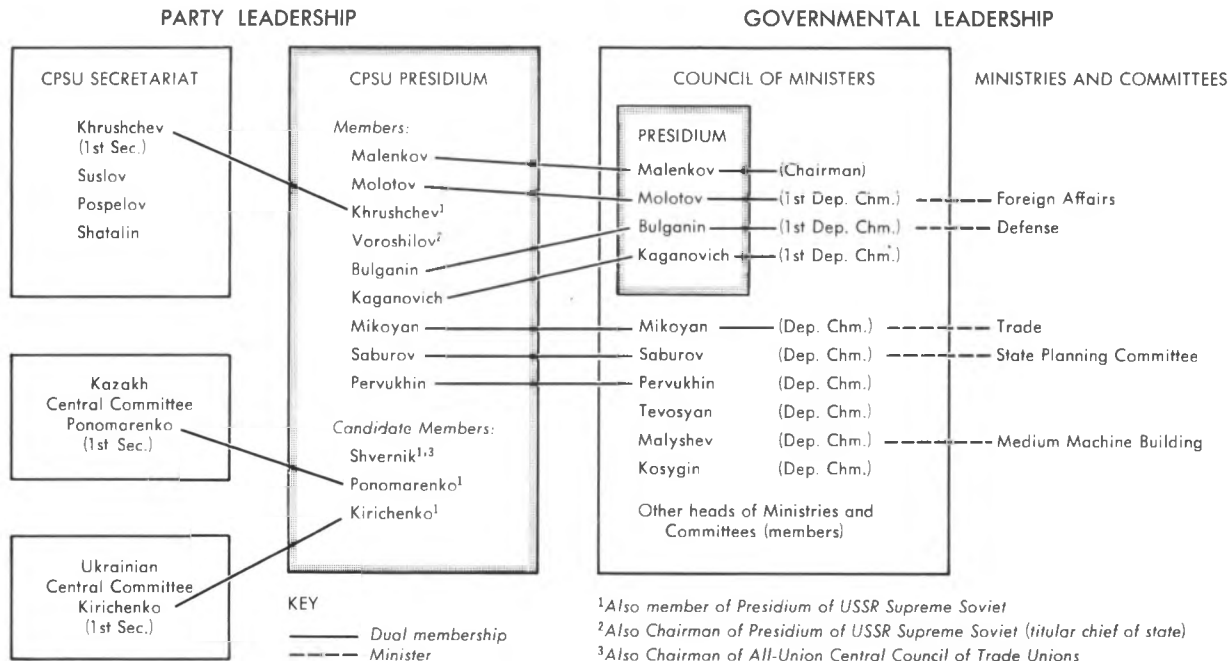 PARTY LEADERSHIP
GOVERNMENTAL LEADERSHIP
CPSU SECRETARIAT
Khrushchev
(1st Sec.)
Suslov
Pospelov
Shatalin
Kazakh
Central Committee
Ponomarenko
(1st Sec.)
Ukrainian
Central Committee
Kirichenko
(1st Sec.)
CPSU PRESIDIUM
Members:
Malenkov
Molotov
Khrushchev¹
Voroshilov²
Bulganin
Kaganovich
Mikoyan
Saburov
Pervukhin
Candidate Members:
Shvernik¹,³
Ponomarenko¹
Kirichenko¹
KEY
Dual membership
Minister
COUNCIL OF MINISTERS
MINISTRIES AND COMMITTEES
PRESIDIUM
Malenkov (Chairman)
Molotov (1st Dep. Chm.) Foreign Affairs
Bulganin (1st Dep. Chm.) Defense
Kaganovich (1st Dep. Chm.)
Mikoyan (Dep. Chm.) Trade
Saburov (Dep. Chm.) State Planning Committee
Pervukhin (Dep. Chm.)
Tevosyan (Dep. Chm.)
Malyshev (Dep. Chm.) Medium Machine Building
Kosygin (Dep. Chm.)
Other heads of Ministries and
Committees (members)
¹Also member of Presidium of USSR Supreme Soviet
²Also Chairman of Presidium of USSR Supreme Soviet (titular chief of state)
³Also Chairman of All-Union Central Council of Trade Unions